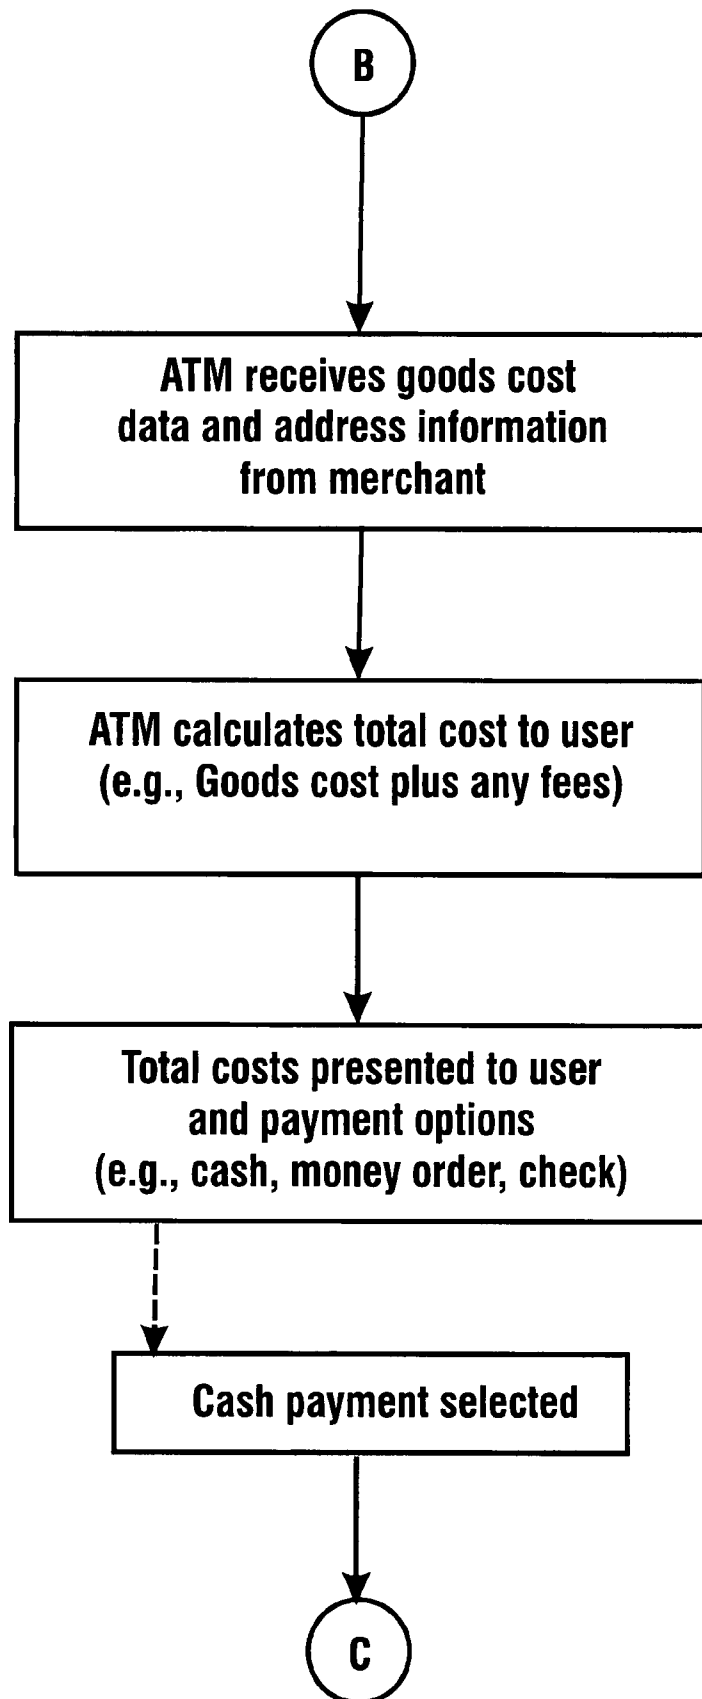 B
ATM receives goods cost
data and address information
from merchant
ATM calculates total cost to user
(e.g., Goods cost plus any fees)
Total costs presented to user
and payment options
(e.g., cash, money order, check)
Cash payment selected
C